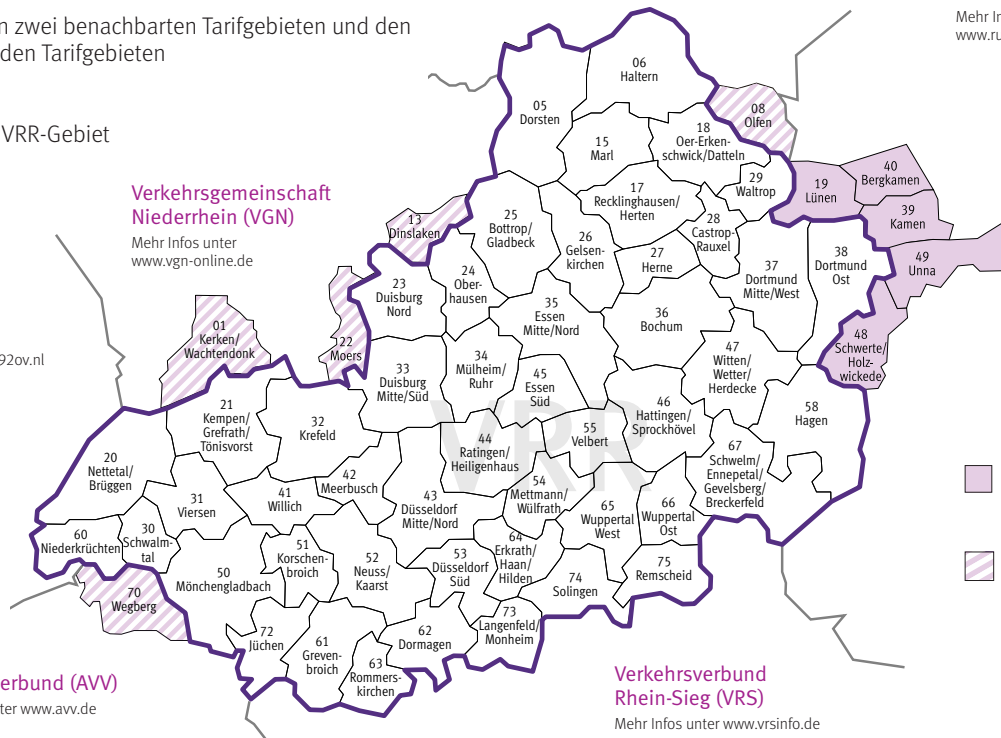 n zwei benachbarten Tarifgebieten und den
den Tarifgebieten
VRR-Gebiet
Mehr In
www.ru
Verkehrsgemeinschaft
Niederrhein (VGN)
Mehr Infos unter
www.vgn-online.de
92ov.nl
06
Haltern
05
Dorsten
08
Olfen
15
Marl
18
Oer-Erken-
schwick/Datteln
29
Waltrop
19
Lünen
40
Bergkamen
39
Kamen
49
Unna
48
Schwerte/
Holz-
wickede
13
Dinslaken
25
Bottrop/
Gladbeck
17
Recklinghausen/
Herten
26
Gelsen-
kirchen
28
Castrop-
Rauxel
27
Herne
37
Dortmund
Mitte/West
38
Dortmund
Ost
23
Duisburg
Nord
24
Ober-
hausen
35
Essen
Mitte/Nord
36
Bochum
01
Kerken/
Wachtendonk
22
Moers
33
Duisburg
Mitte/Süd
34
Mülheim/
Ruhr
45
Essen
Süd
47
Witten/
Wetter/
Herdecke
46
Hattingen/
Sprockhövel
58
Hagen
21
Kempen/
Grefrath/
Tönisvorst
32
Krefeld
VRR
44
Ratingen/
Heiligenhaus
55
Velbert
67
Schwelm/
Ennepetal/
Gevelsberg/
Breckerfeld
20
Nettetal/
Brüggen
31
Viersen
41
Willich
42
Meerbusch
43
Düsseldorf
Mitte/Nord
54
Mettmann/
Wülfrath
65
Wuppertal
West
66
Wuppertal
Ost
60
Niederkrüchten
30
Schwalm-
tal
50
Mönchengladbach
51
Korschen-
broich
52
Neuss/
Kaarst
53
Düsseldorf
Süd
64
Erkrath/
Haan/
Hilden
74
Solingen
75
Remscheid
70
Wegberg
72
Jüchen
61
Greven-
broich
63
Rommers-
kirchen
62
Dormagen
73
Langenfeld/
Monheim
erbund (AVV)
ter www.avv.de
Verkehrsverbund
Rhein-Sieg (VRS)
Mehr Infos unter www.vrsinfo.de